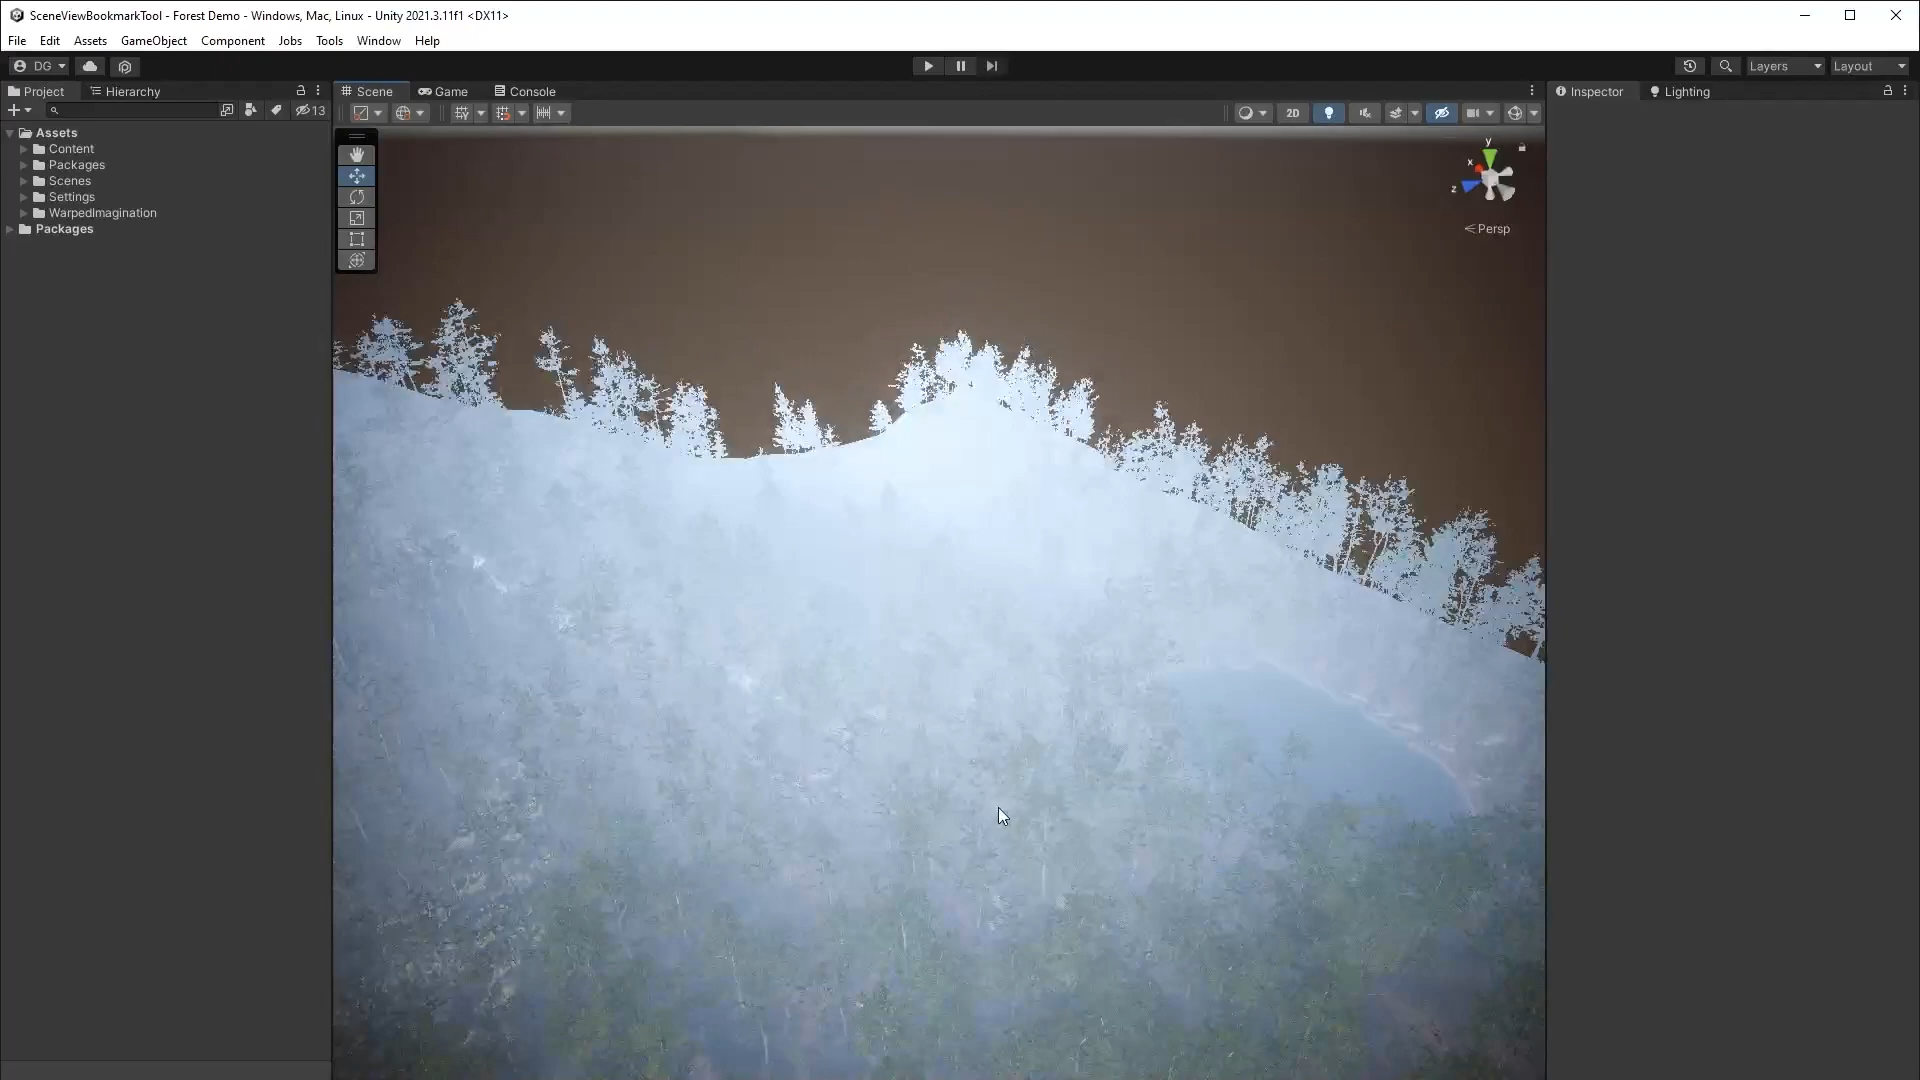 SceneViewBookmarkTool - Forest Demo - Windows, Mac, Linux - Unity 2021.3.11f1 <DX11>
File Edit Assets GameObject Component Jobs Tools Window Help
DG Layers Layout
Project Hierarchy Scene Game Console Inspector Lighting
13 2D
Assets
Content
Packages
Scenes
Settings
WarpedImagination
Packages
y
x
z
Persp